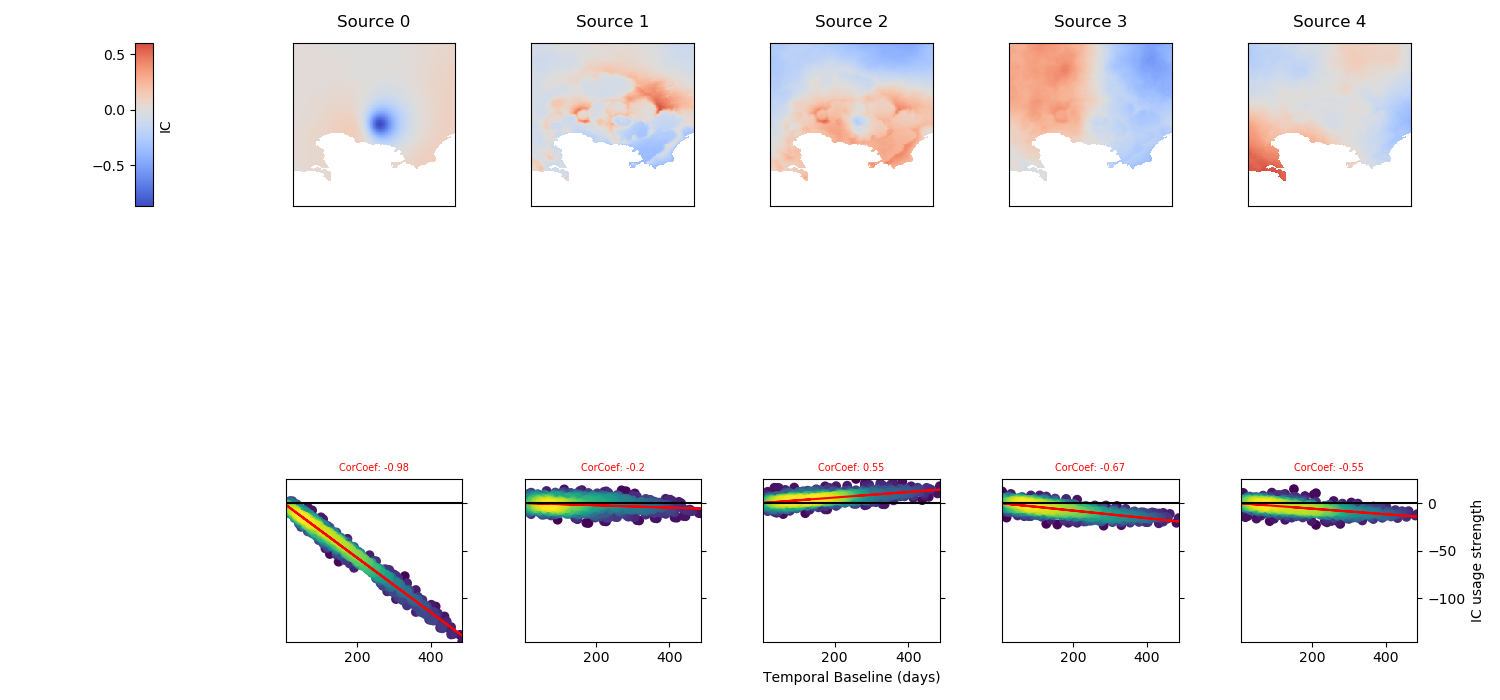 Source 0
Source 1
Source 2
Source 3
Source 4
0.5
0.0
−0.5
IC
CorCoef: -0.98
CorCoef: -0.2
CorCoef: 0.55
CorCoef: -0.67
CorCoef: -0.55
0
−50
−100
IC usage strength
200 400
200 400
200 400
200 400
200 400
Temporal Baseline (days)